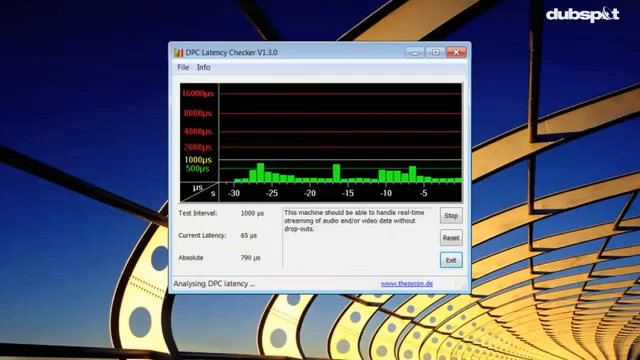 dubspot
DPC Latency Checker V1.3.0
File Info
16000µs
8000µs
4000µs
2000µs
1000µs
500µs
µs
s -30 -25 -20 -15 -10 -5
Test Interval: 1000 µs
Current Latency: 65 µs
Absolute 790 µs
This machine should be able to handle real-time
streaming of audio and/or video data without
drop-outs.
Stop
Reset
Exit
Analysing DPC latency ...
www.thesycon.de